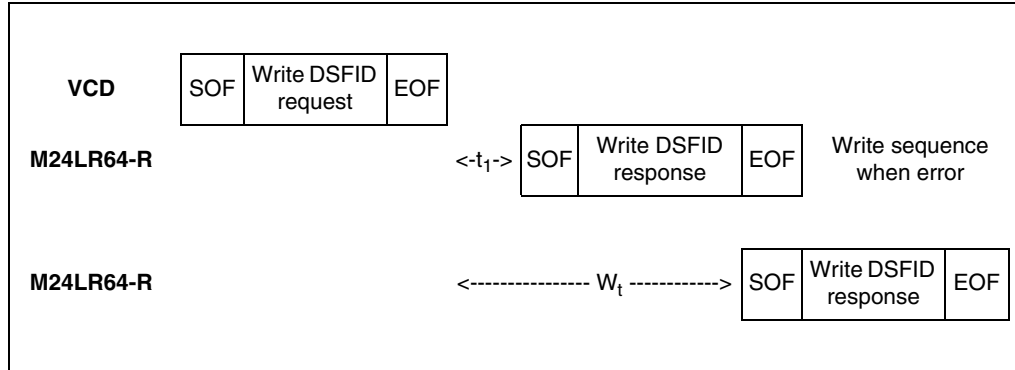 VCD SOF Write DSFID request EOF
M24LR64-R <-t1-> SOF Write DSFID response EOF Write sequence when error
M24LR64-R <---------------- Wt ------------> SOF Write DSFID response EOF